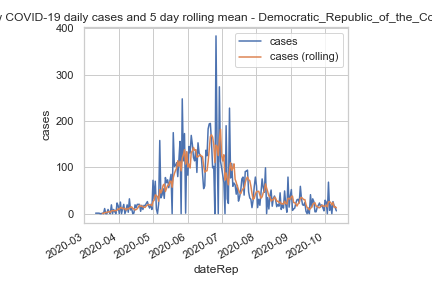 COVID-19 daily cases and 5 day rolling mean - Democratic_Republic_of_the_Co
cases
cases (rolling)
400
300
200
100
0
cases
2020-03
2020-04
2020-05
2020-06
2020-07
2020-08
2020-09
2020-10
dateRep